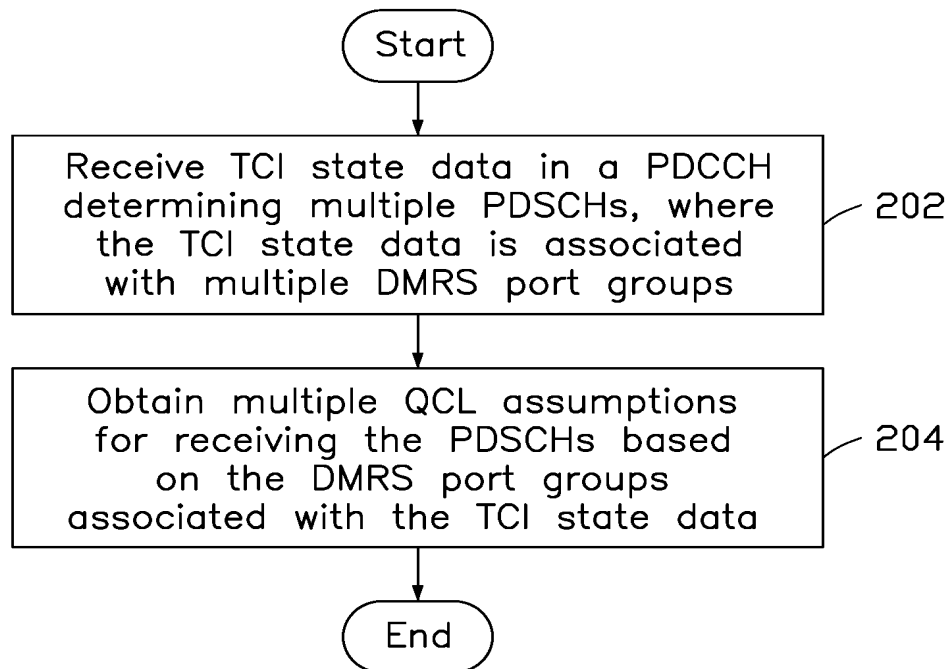 Start
Receive TCI state data in a PDCCH
determining multiple PDSCHs, where
the TCI state data is associated
with multiple DMRS port groups
202
Obtain multiple QCL assumptions
for receiving the PDSCHs based
on the DMRS port groups
associated with the TCI state data
204
End